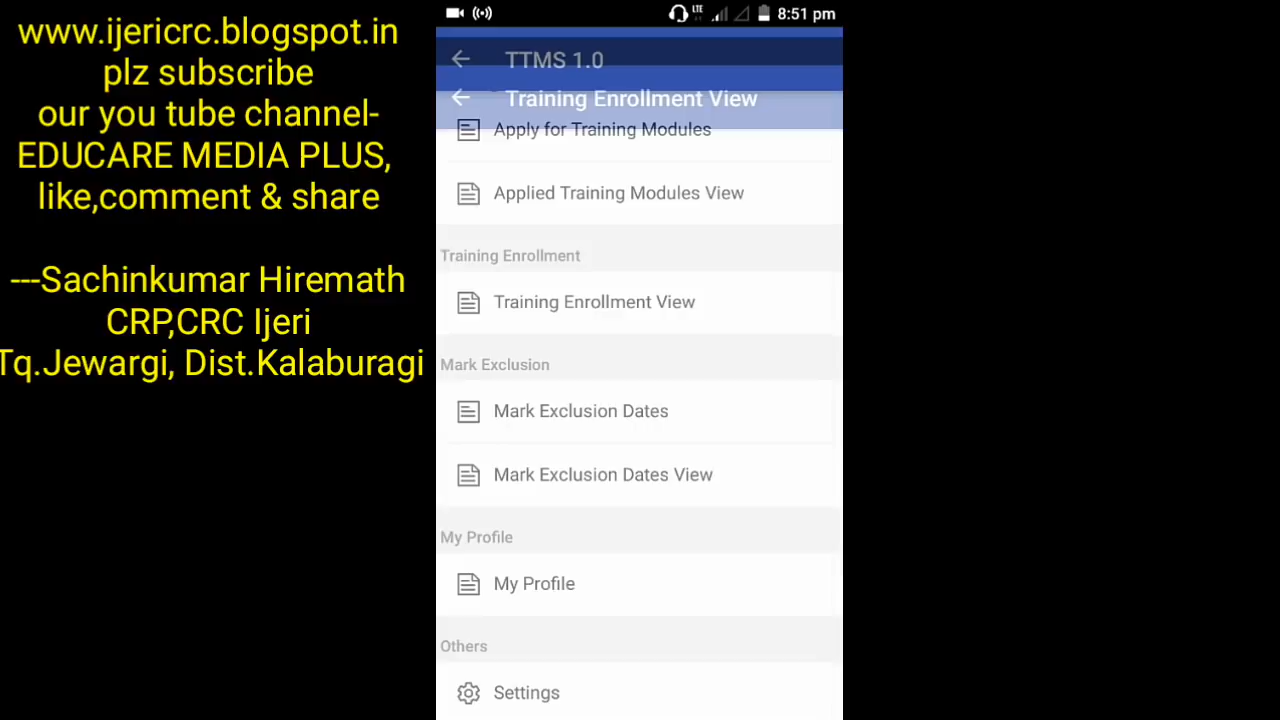 www.ijericrc.blogspot.in
plz subscribe
our you tube channel-
EDUCARE MEDIA PLUS,
like,comment & share
---Sachinkumar Hiremath
CRP,CRC Ijeri
Tq.Jewargi, Dist.Kalaburagi
LTE 8:51 pm
TTMS 1.0
Training Enrollment View
Apply for Training Modules
Applied Training Modules View
Training Enrollment
Training Enrollment View
Mark Exclusion
Mark Exclusion Dates
Mark Exclusion Dates View
My Profile
My Profile
Others
Settings